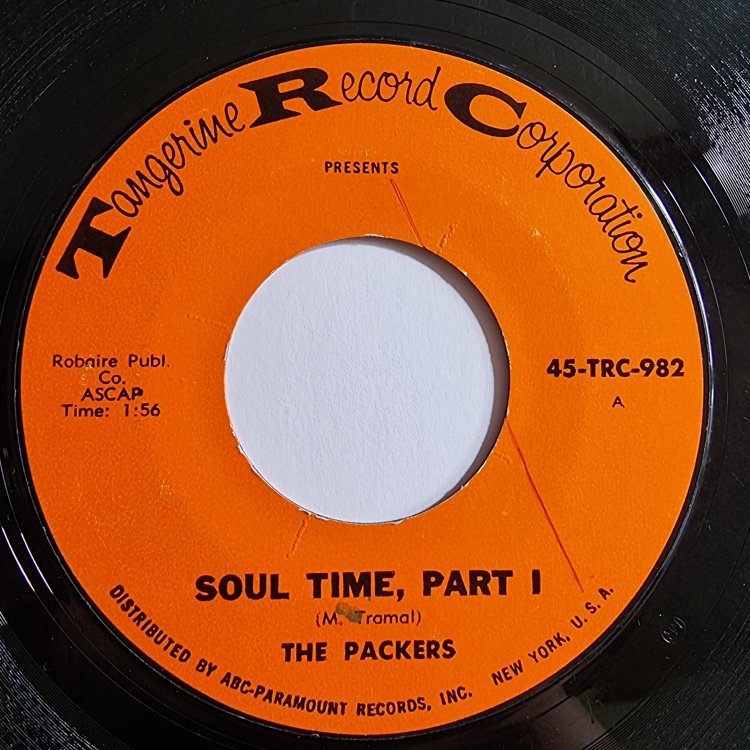 Tangerine Record Corporation
PRESENTS
Robaire Publ.
Co.
ASCAP
Time: 1:56
45-TRC-982
A
SOUL TIME, PART I
(M. Tramal)
THE PACKERS
DISTRIBUTED BY ABC-PARAMOUNT RECORDS, INC. NEW YORK, U. S. A.